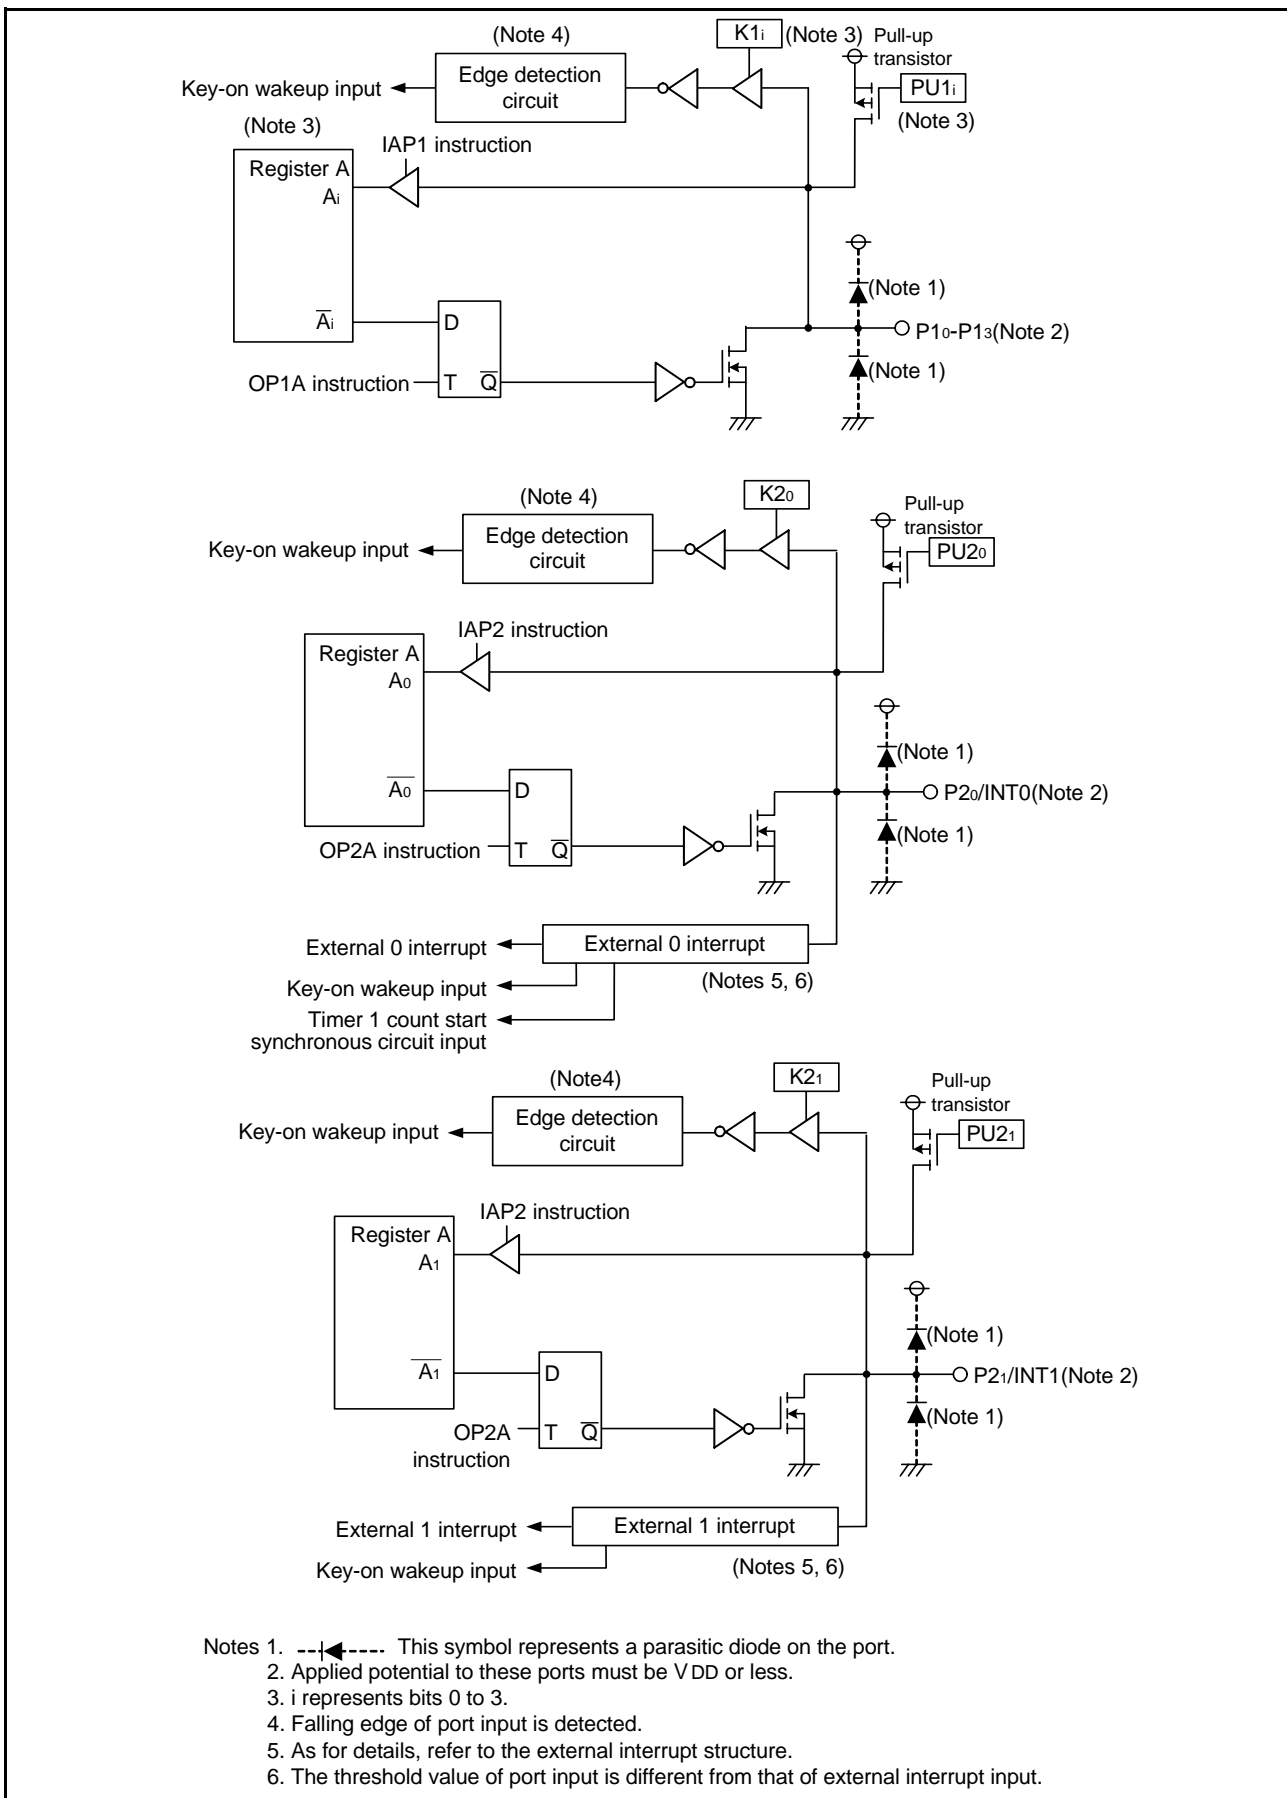 (Note 4)
K1i
(Note 3)
Pull-up
transistor
Key-on wakeup input
Edge detection
circuit
PU1i
(Note 3)
(Note 3)
IAP1 instruction
Register A
Ai
(Note 1)
Ai
D
P10-P13(Note 2)
OP1A instruction
T
Q
(Note 1)
(Note 4)
K20
Pull-up
transistor
Key-on wakeup input
Edge detection
circuit
PU20
IAP2 instruction
Register A
A0
(Note 1)
A0
D
P20/INT0(Note 2)
OP2A instruction
T
Q
(Note 1)
External 0 interrupt
External 0 interrupt
(Notes 5, 6)
Key-on wakeup input
Timer 1 count start
synchronous circuit input
(Note4)
K21
Pull-up
transistor
Key-on wakeup input
Edge detection
circuit
PU21
IAP2 instruction
Register A
A1
(Note 1)
A1
D
P21/INT1(Note 2)
OP2A
instruction
T
Q
(Note 1)
External 1 interrupt
External 1 interrupt
(Notes 5, 6)
Key-on wakeup input
Notes 1. This symbol represents a parasitic diode on the port.
2. Applied potential to these ports must be VDD or less.
3. i represents bits 0 to 3.
4. Falling edge of port input is detected.
5. As for details, refer to the external interrupt structure.
6. The threshold value of port input is different from that of external interrupt input.